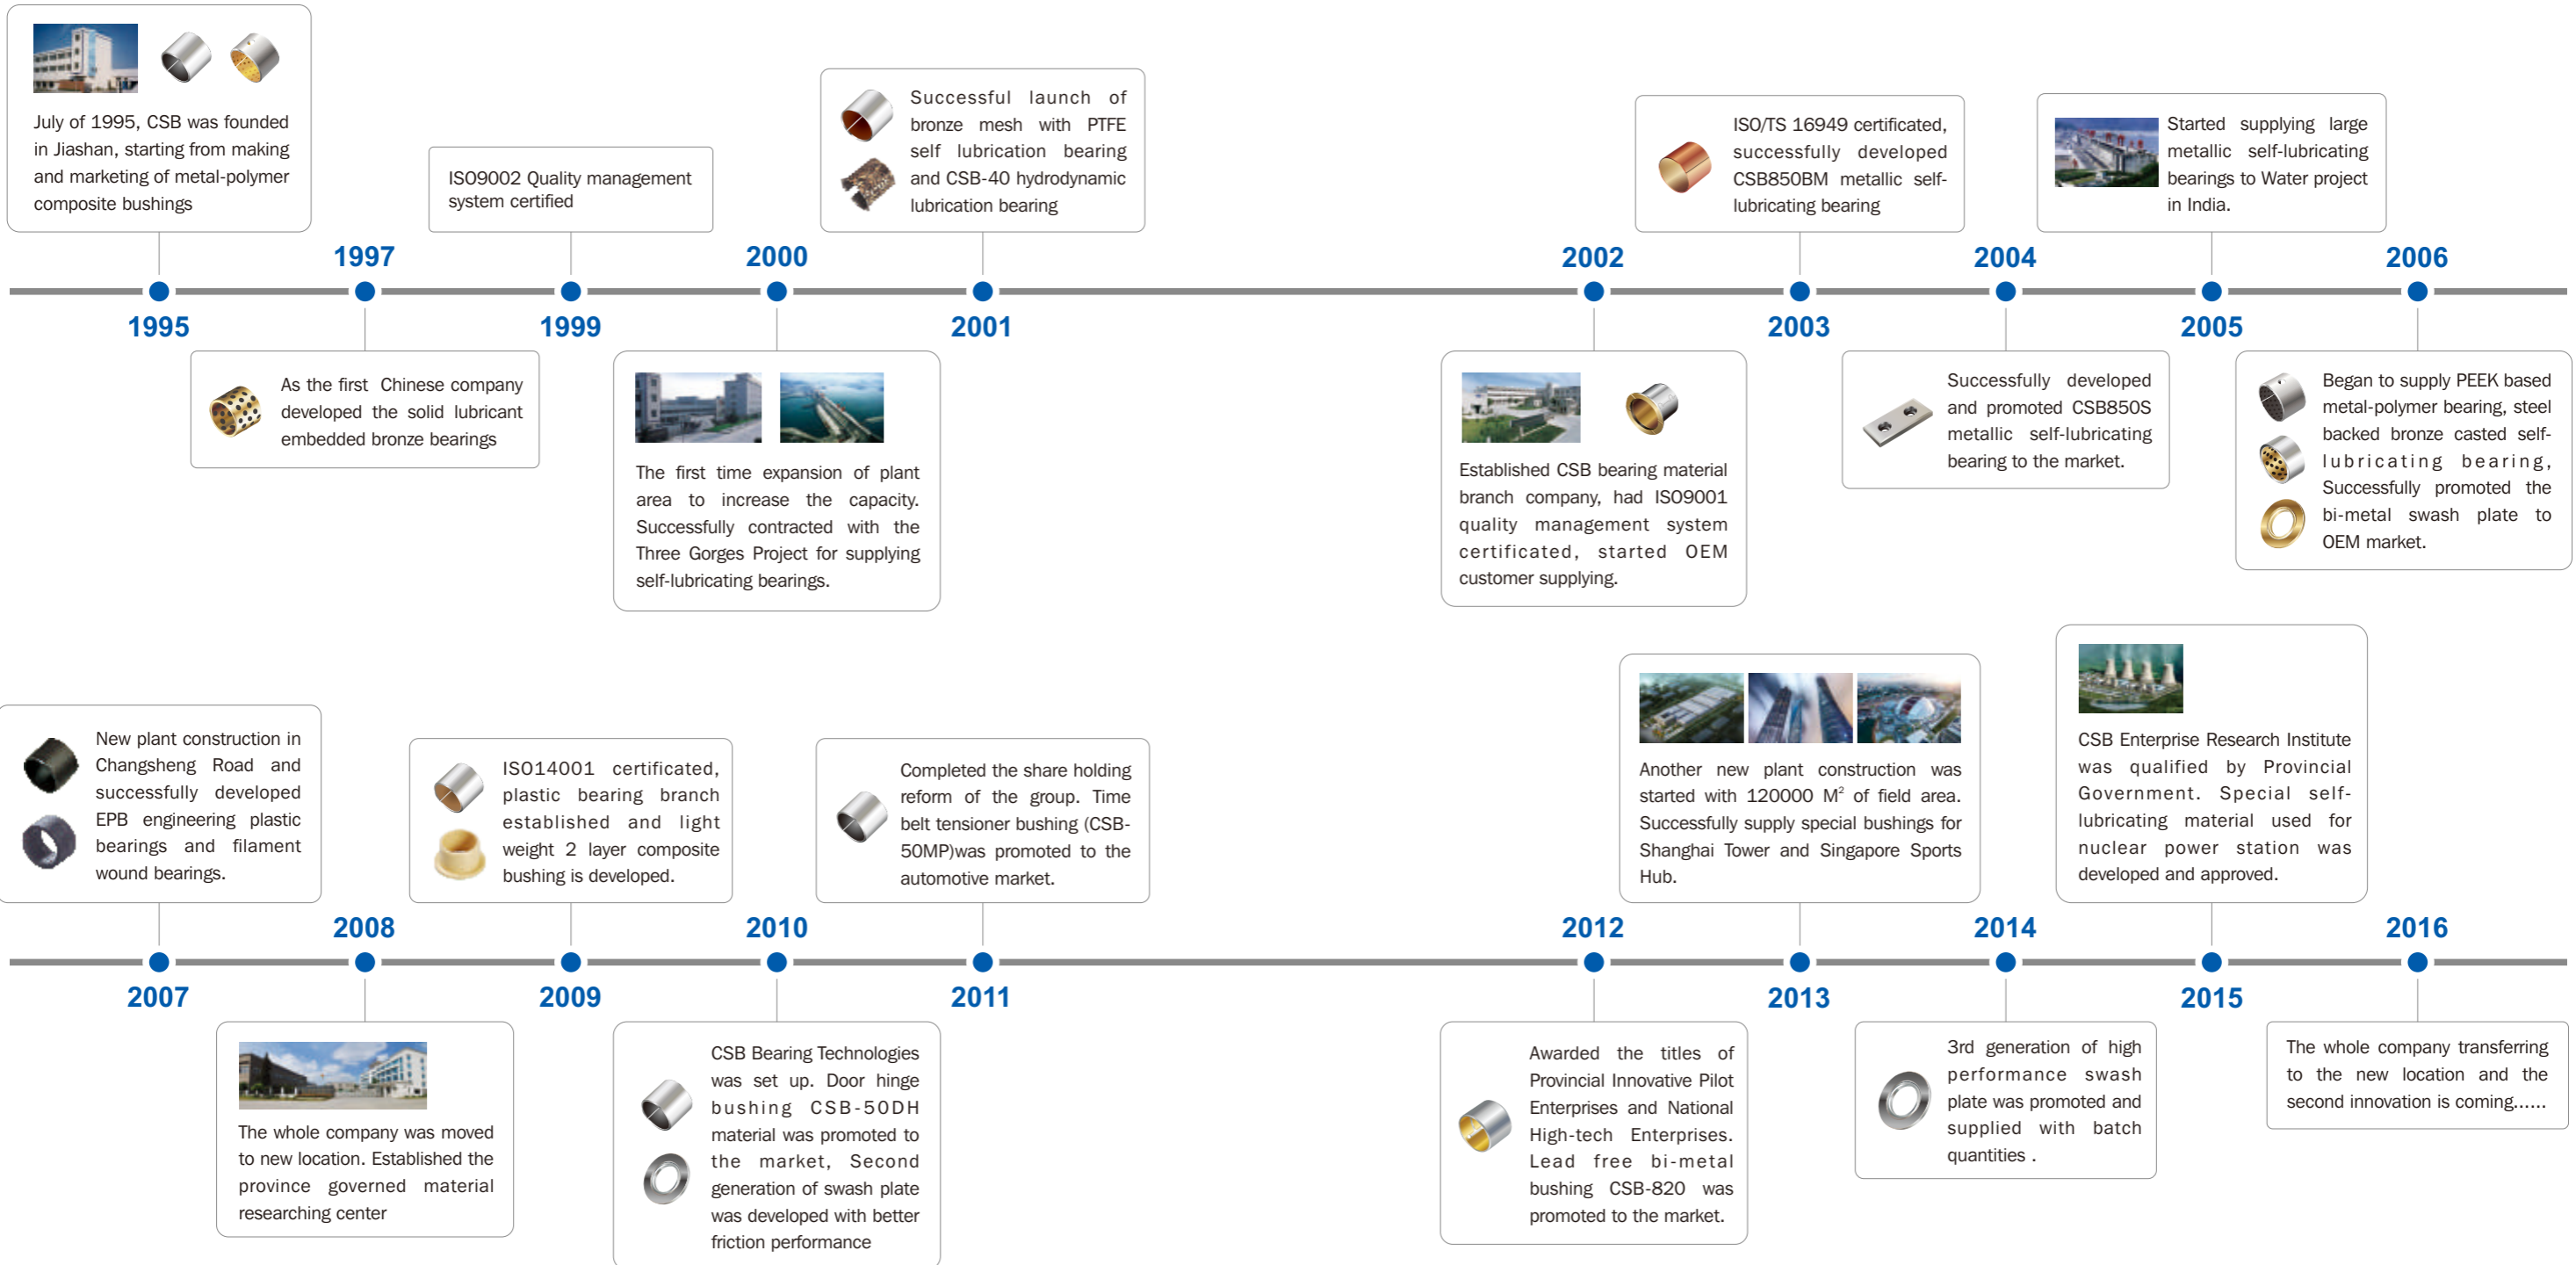 July of 1995, CSB was founded
in Jiashan, starting from making
and marketing of metal-polymer
composite bushings
1995
1997
As the first Chinese company
developed the solid lubricant
embedded bronze bearings
ISO9002 Quality management
system certified
1999
2000
The first time expansion of plant
area to increase the capacity.
Successfully contracted with the
Three Gorges Project for supplying
self-lubricating bearings.
Successful launch of
bronze mesh with PTFE
self lubrication bearing
and CSB-40 hydrodynamic
lubrication bearing
2001
2002
Established CSB bearing material
branch company, had ISO9001
quality management system
certificated, started OEM
customer supplying.
ISO/TS 16949 certificated,
successfully developed
CSB850BM metallic self-
lubricating bearing
2003
2004
Successfully developed
and promoted CSB850S
metallic self-lubricating
bearing to the market.
Started supplying large
metallic self-lubricating
bearings to Water project
in India.
2005
2006
Began to supply PEEK based
metal-polymer bearing, steel
backed bronze casted self-
lubricating bearing,
Successfully promoted the
bi-metal swash plate to
OEM market.
New plant construction in
Changsheng Road and
successfully developed
EPB engineering plastic
bearings and filament
wound bearings.
2007
2008
The whole company was moved
to new location. Established the
province governed material
researching center
ISO14001 certificated,
plastic bearing branch
established and light
weight 2 layer composite
bushing is developed.
2009
2010
CSB Bearing Technologies
was set up. Door hinge
bushing CSB-50DH
material was promoted to
the market, Second
generation of swash plate
was developed with better
friction performance
Completed the share holding
reform of the group. Time
belt tensioner bushing (CSB-
50MP)was promoted to the
automotive market.
2011
2012
Awarded the titles of
Provincial Innovative Pilot
Enterprises and National
High-tech Enterprises.
Lead free bi-metal
bushing CSB-820 was
promoted to the market.
Another new plant construction was
started with 120000 M² of field area.
Successfully supply special bushings for
Shanghai Tower and Singapore Sports
Hub.
2013
2014
3rd generation of high
performance swash
plate was promoted and
supplied with batch
quantities .
CSB Enterprise Research Institute
was qualified by Provincial
Government. Special self-
lubricating material used for
nuclear power station was
developed and approved.
2015
2016
The whole company transferring
to the new location and the
second innovation is coming......